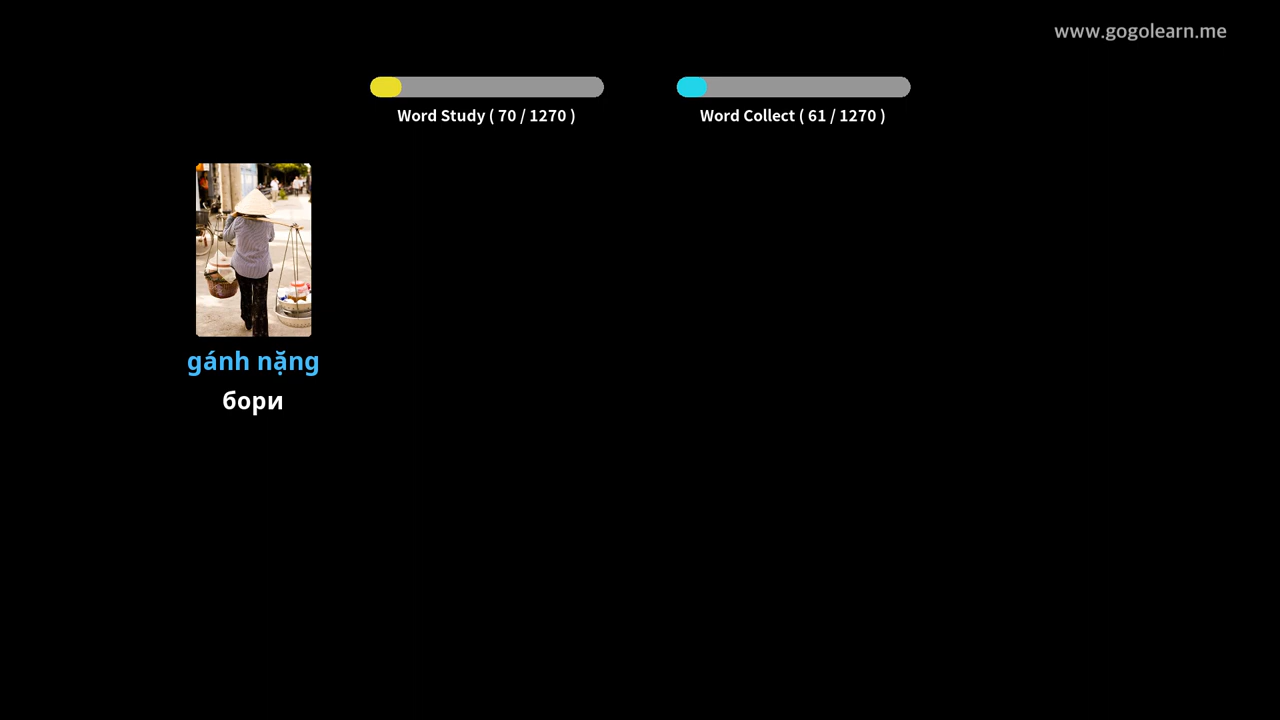 www.gogolearn.me
Word Study ( 70 / 1270 )
Word Collect ( 61 / 1270 )
gánh nặng
бори